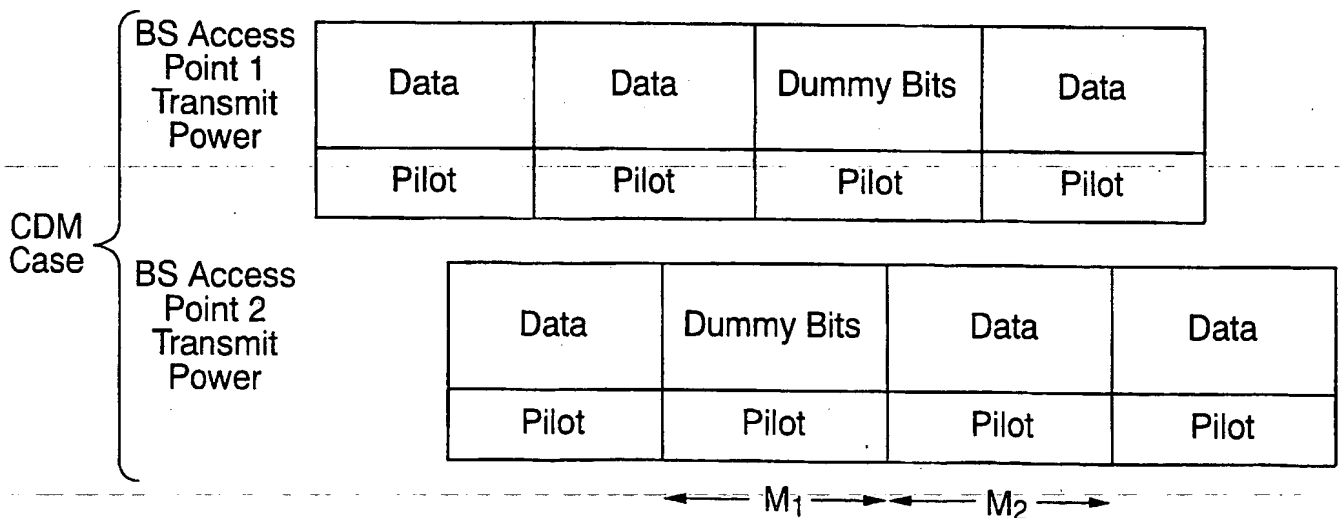 BS Access
Point 1
Transmit
Power
Data Data Dummy Bits Data
Pilot Pilot Pilot Pilot
CDM
Case
BS Access
Point 2
Transmit
Power
Data Dummy Bits Data Data
Pilot Pilot Pilot Pilot
M1 M2